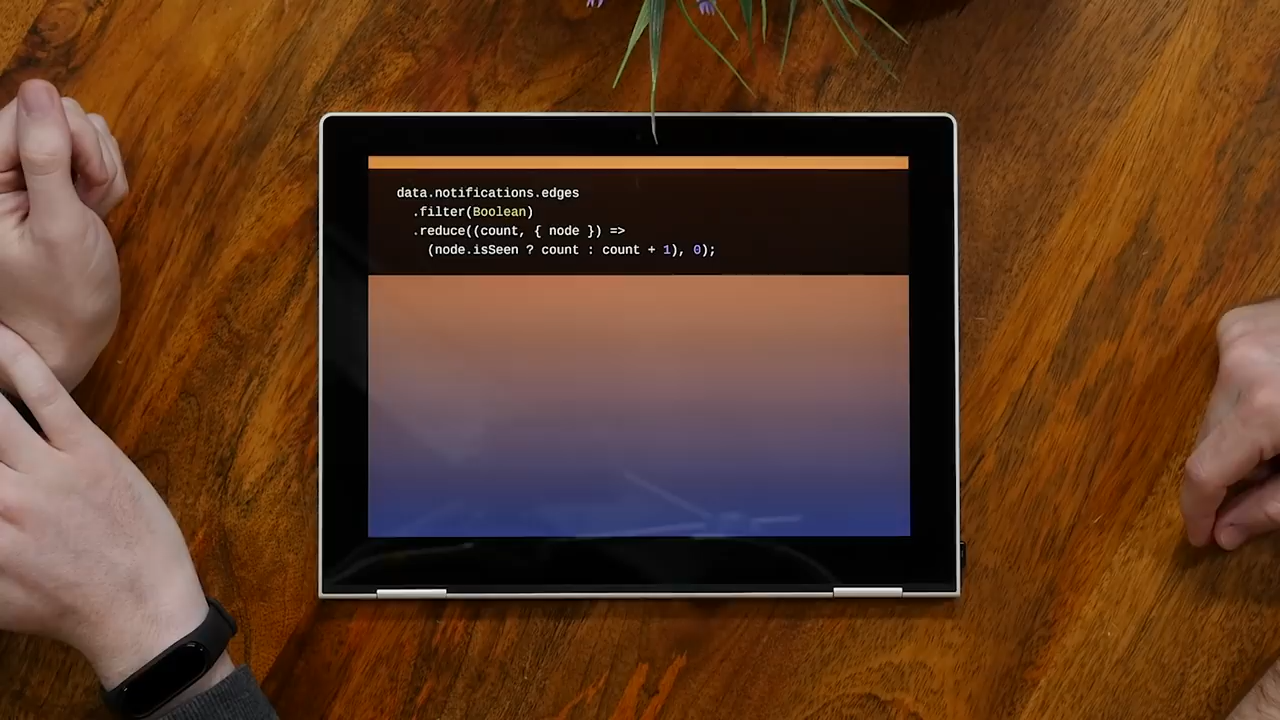 data.notifications.edges
.filter(Boolean)
.reduce((count, { node }) =>
(node.isSeen ? count : count + 1), 0);